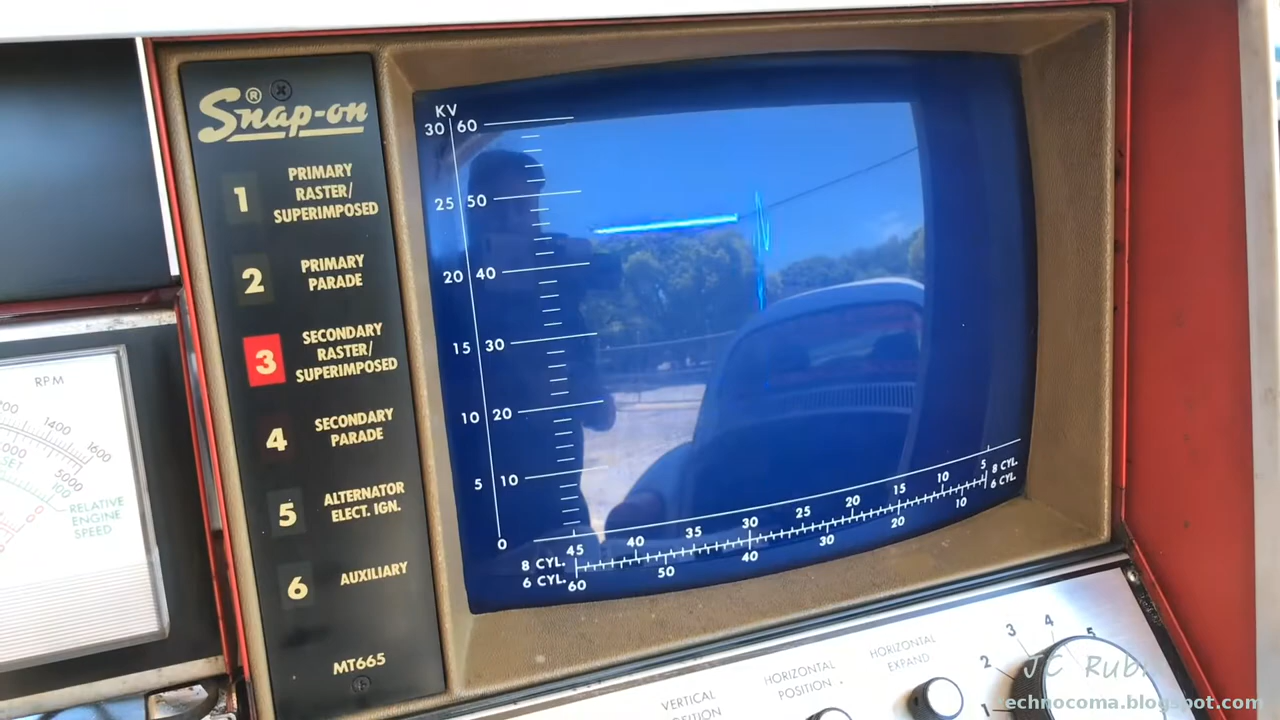 Snap-on®
1 PRIMARY
RASTER/
SUPERIMPOSED
2 PRIMARY
PARADE
3 SECONDARY
RASTER/
SUPERIMPOSED
4 SECONDARY
PARADE
5 ALTERNATOR
ELECT. IGN.
6 AUXILIARY
MT665
KV
30 60
25 50
20 40
15 30
10 20
5 10
0
45 40 35 30 25 20 15 10 5 8 CYL.
8 CYL.
6 CYL. 60 50 40 30 20 10 6 CYL.
RPM
1400
1600
5000
100
0
RELATIVE
ENGINE
SPEED
VERTICAL
HORIZONTAL
POSITION
HORIZONTAL
EXPAND
1 2 3 4 5
JC Rub
echnocoma.blogspot.com